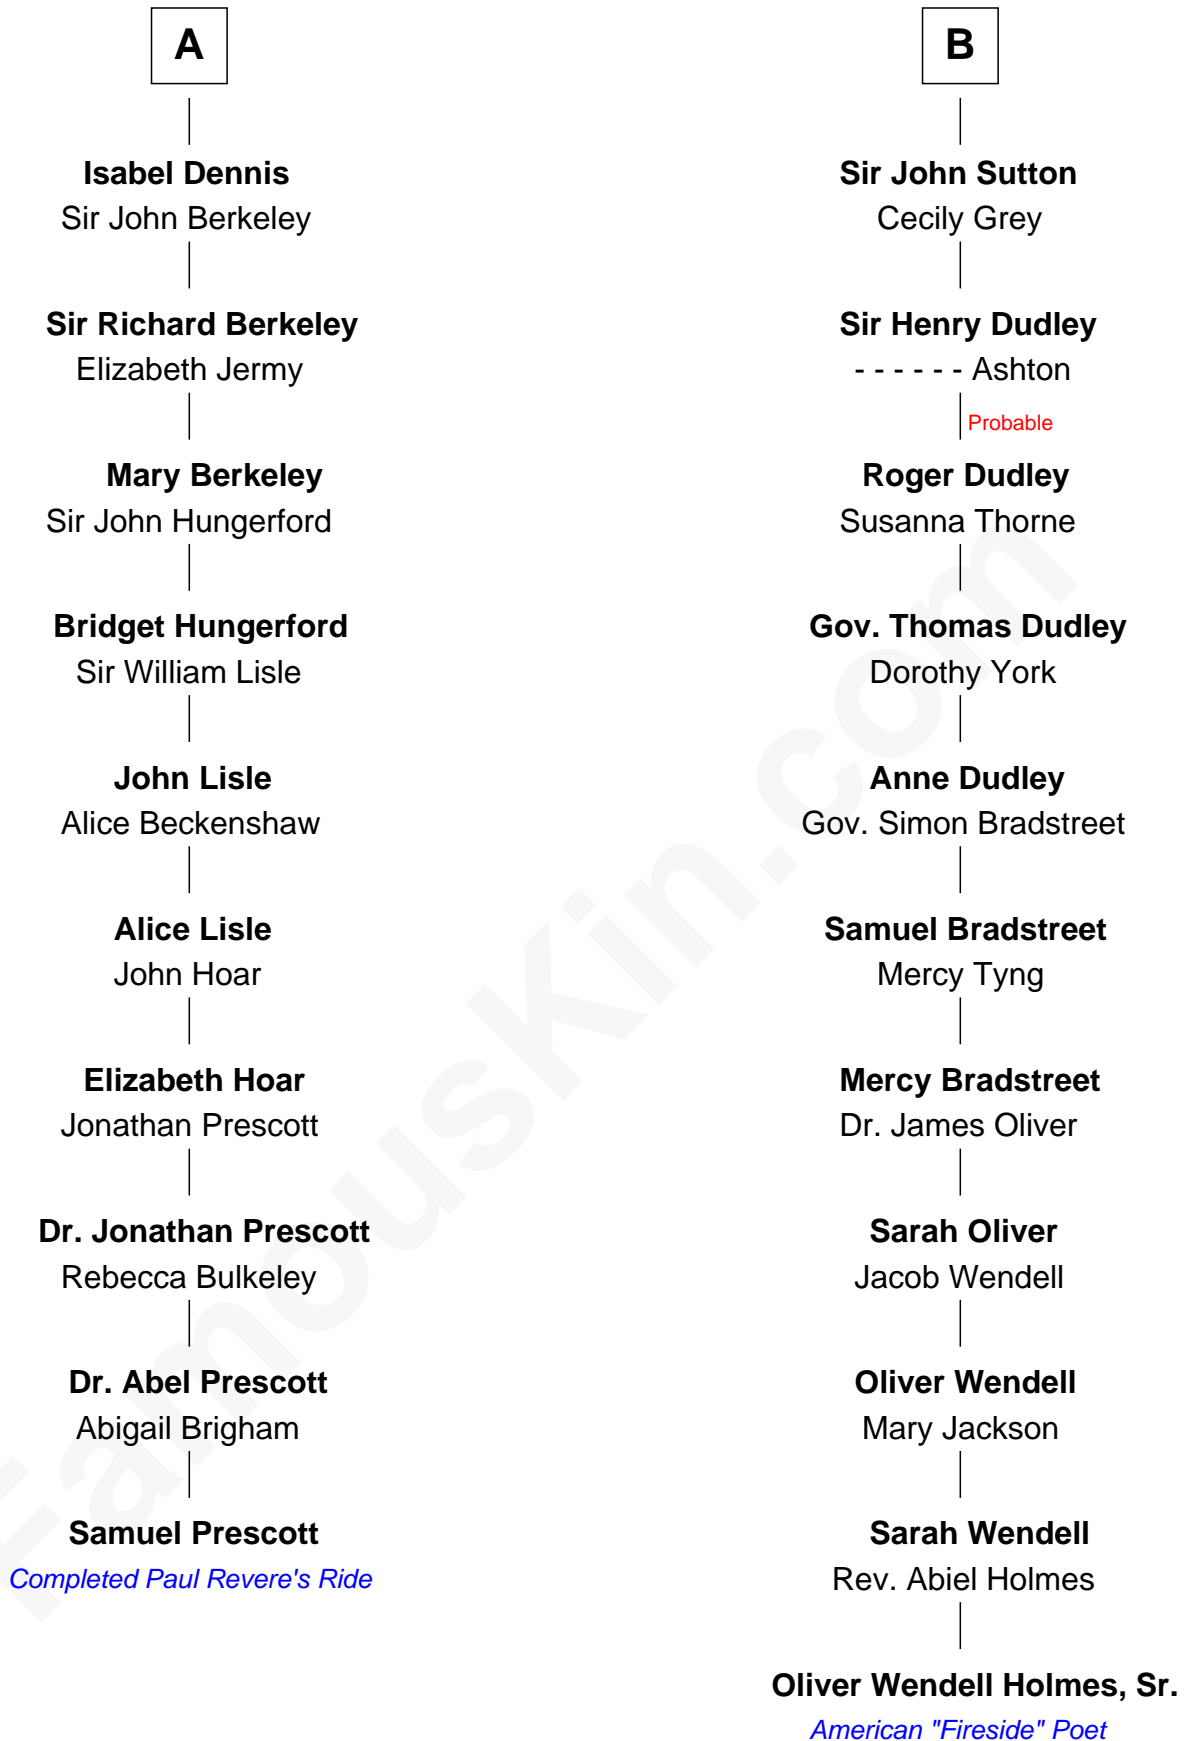 A
Isabel Dennis
Sir John Berkeley
Sir Richard Berkeley
Elizabeth Jermy
Mary Berkeley
Sir John Hungerford
Bridget Hungerford
Sir William Lisle
John Lisle
Alice Beckenshaw
Alice Lisle
John Hoar
Elizabeth Hoar
Jonathan Prescott
Dr. Jonathan Prescott
Rebecca Bulkeley
Dr. Abel Prescott
Abigail Brigham
Samuel Prescott
Completed Paul Revere's Ride
B
Sir John Sutton
Cecily Grey
Sir Henry Dudley
- - - - - - Ashton
Probable
Roger Dudley
Susanna Thorne
Gov. Thomas Dudley
Dorothy York
Anne Dudley
Gov. Simon Bradstreet
Samuel Bradstreet
Mercy Tyng
Mercy Bradstreet
Dr. James Oliver
Sarah Oliver
Jacob Wendell
Oliver Wendell
Mary Jackson
Sarah Wendell
Rev. Abiel Holmes
Oliver Wendell Holmes, Sr.
American "Fireside" Poet
FamousKin.com